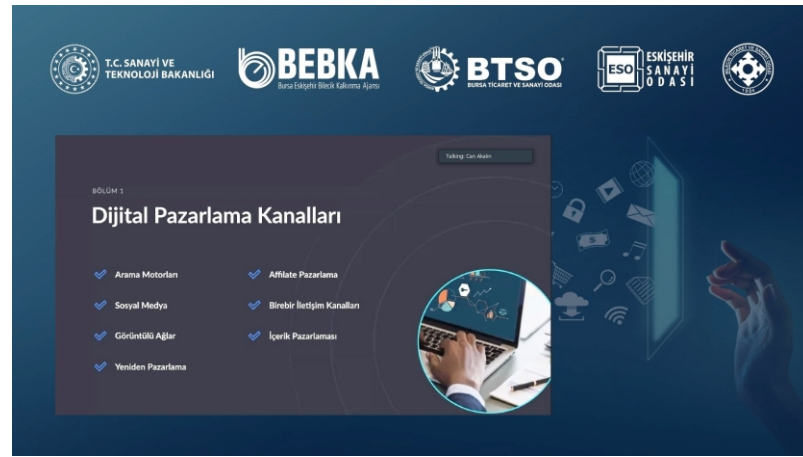 T.C. SANAYİ VE
TEKNOLOJİ BAKANLIĞI
BEBKA
Bursa Eskişehir Bilecik Kalkınma Ajansı
BTSO
BURSA TİCARET VE SANAYİ ODASI
ESO
ESKİŞEHİR
SANAYİ
ODASI
Talking: Can Akalın
BÖLÜM 1
Dijital Pazarlama Kanalları
Arama Motorları
Sosyal Medya
Görüntülü Ağlar
Yeniden Pazarlama
Affilate Pazarlama
Birebir İletişim Kanalları
İçerik Pazarlaması